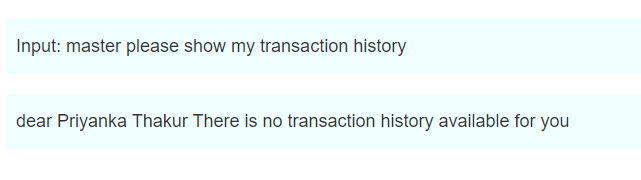 Input: master please show my transaction history
dear Priyanka Thakur There is no transaction history available for you